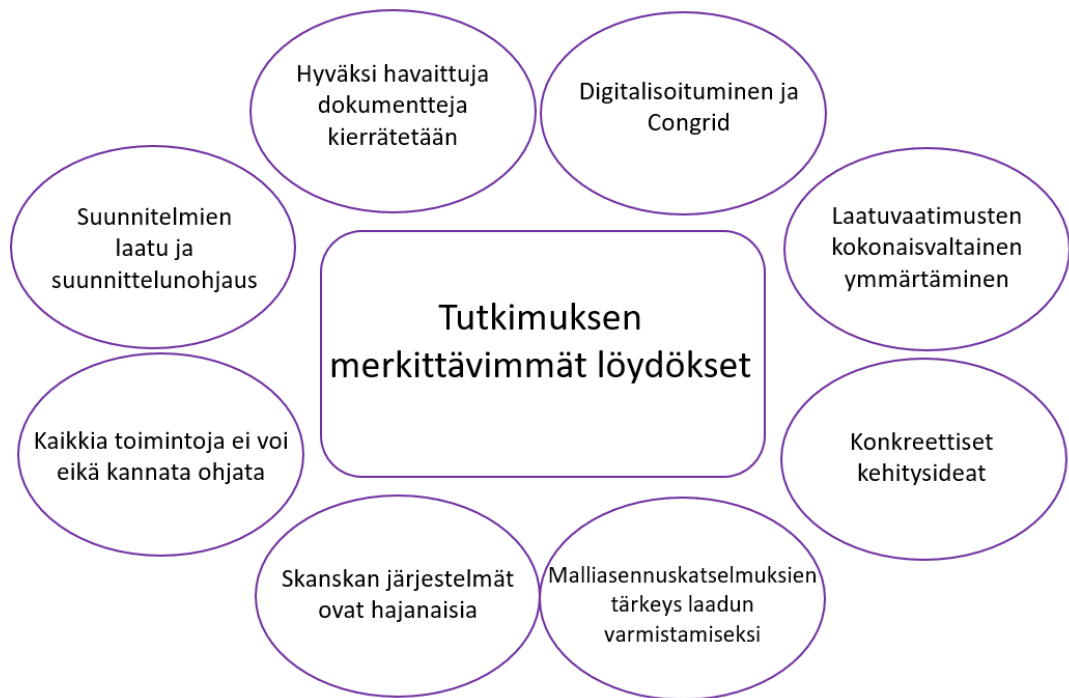 Hyväksi havaittuja
dokumentteja
kierrätetään
Digitalisoituminen ja
Congrid
Suunnitelmien
laatu ja
suunnittelunohjaus
Laatuvaatimusten
kokonaisvaltainen
ymmärtäminen
Tutkimuksen
merkittävimmät löydökset
Kaikkia toimintoja ei voi
eikä kannata ohjata
Konkreettiset
kehitysideat
Skanskan järjestelmät
ovat hajanaisia
Malliasennuskatselmuksien
tärkeys laadun
varmistamiseksi